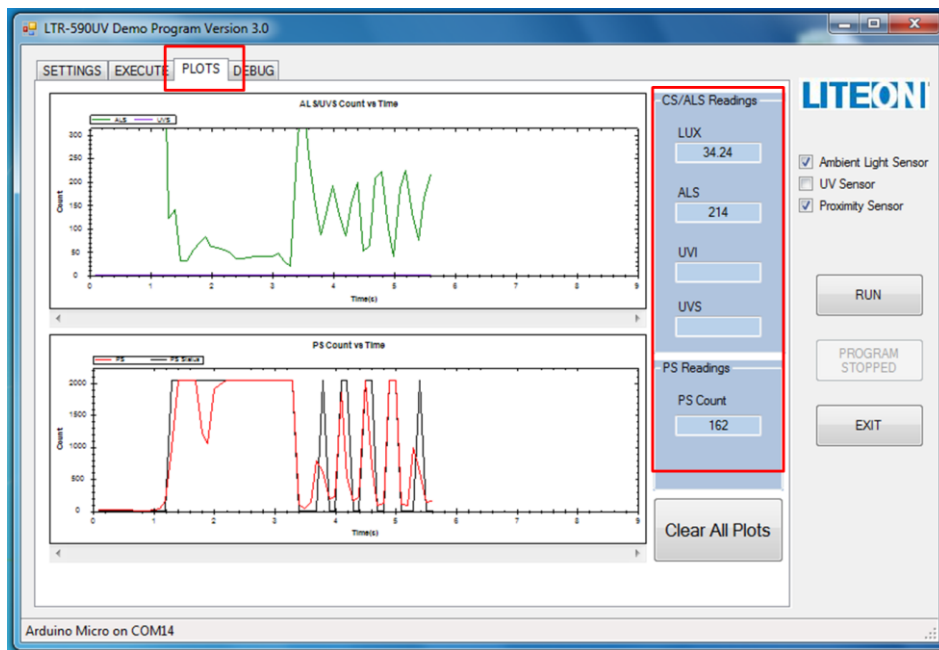 LTR-590UV Demo Program Version 3.0
SETTINGS EXECUTE PLOTS DEBUG
ALS/UVS Count vs Time
ALS UVS
300
250
200
150
100
50
0
Count
0 1 2 3 4 5 6 7 8 9
Time(s)
PS Count vs Time
PS PS Status
2000
1500
1000
500
0
Count
0 1 2 3 4 5 6 7 8 9
Time(s)
CS/ALS Readings
LUX
34.24
ALS
214
UVI
UVS
PS Readings
PS Count
162
Clear All Plots
LITEON
Ambient Light Sensor
UV Sensor
Proximity Sensor
RUN
PROGRAM
STOPPED
EXIT
Arduino Micro on COM14